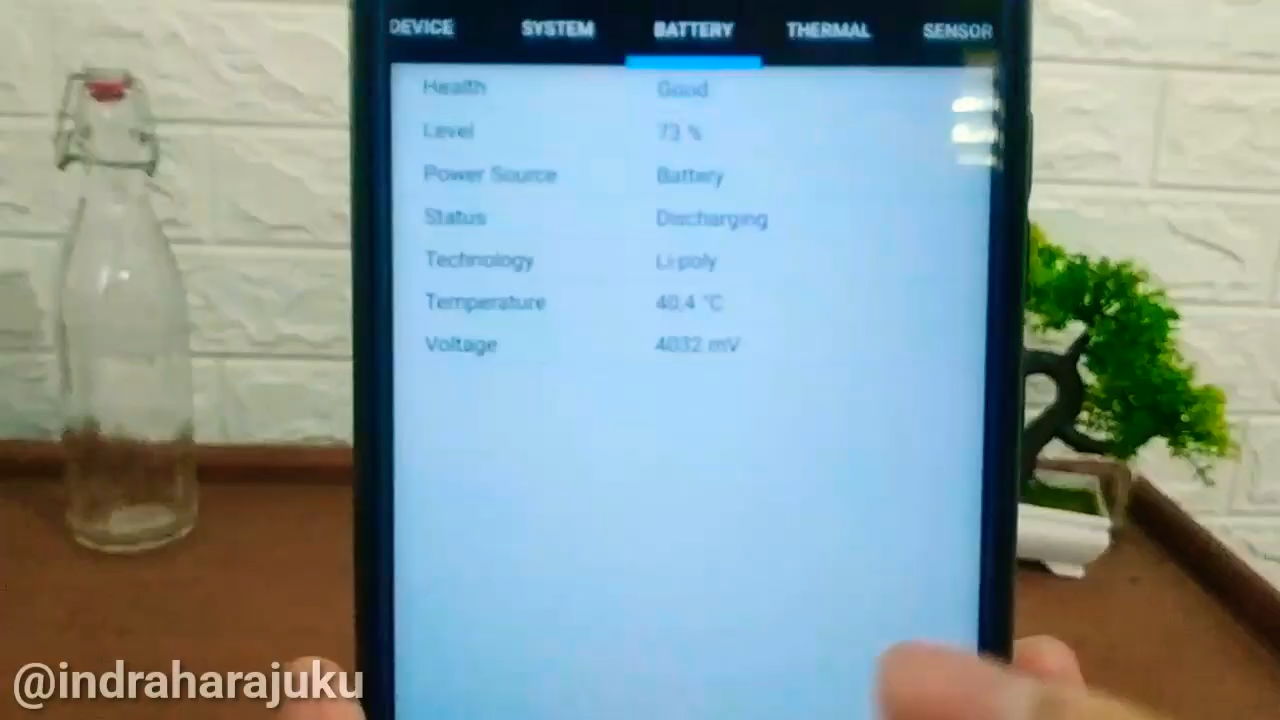 DEVICE SYSTEM BATTERY THERMAL SENSOR
Health Good
Level 73 %
Power Source Battery
Status Discharging
Technology Li-poly
Temperature 40,4 °C
Voltage 4032 mV
@indraharajuku